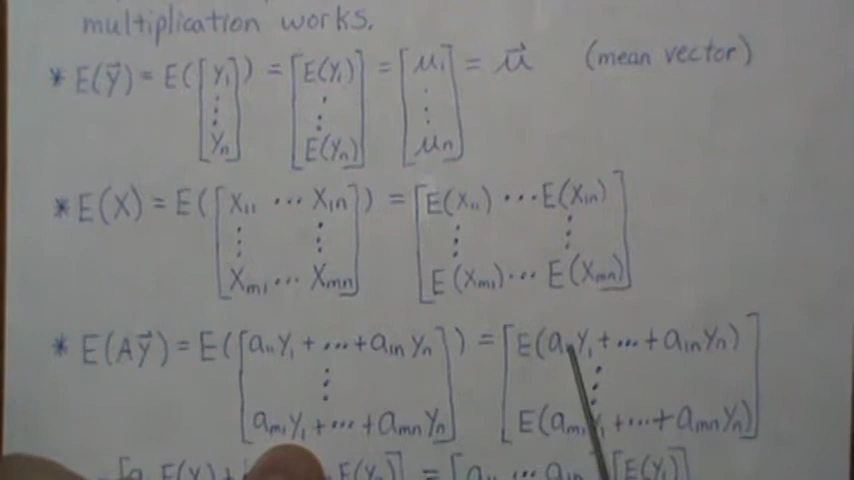 multiplication works.
* E(y⃗) = E([y₁ ⋮ yₙ]) = [E(y₁) ⋮ E(yₙ)] = [μ₁ ⋮ μₙ] = μ⃗ (mean vector)
* E(X) = E([X₁₁ ⋯ X₁ₙ ⋮ ⋮ Xₘ₁ ⋯ Xₘₙ]) = [E(X₁₁) ⋯ E(X₁ₙ) ⋮ ⋮ E(Xₘ₁) ⋯ E(Xₘₙ)]
* E(Ay⃗) = E([a₁₁y₁ + ⋯ + a₁ₙyₙ ⋮ aₘ₁y₁ + ⋯ + aₘₙyₙ]) = [E(a₁₁y₁ + ⋯ + a₁ₙyₙ) ⋮ E(aₘ₁y₁ + ⋯ + aₘₙyₙ)]